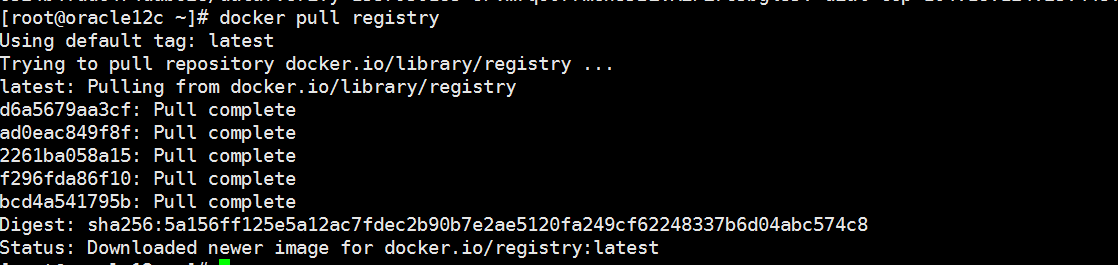 [root@oracle12c ~]# docker pull registry
Using default tag: latest
Trying to pull repository docker.io/library/registry ...
latest: Pulling from docker.io/library/registry
d6a5679aa3cf: Pull complete
ad0eac849f8f: Pull complete
2261ba058a15: Pull complete
f296fda86f10: Pull complete
bcd4a541795b: Pull complete
Digest: sha256:5a156ff125e5a12ac7fdec2b90b7e2ae5120fa249cf62248337b6d04abc574c8
Status: Downloaded newer image for docker.io/registry:latest